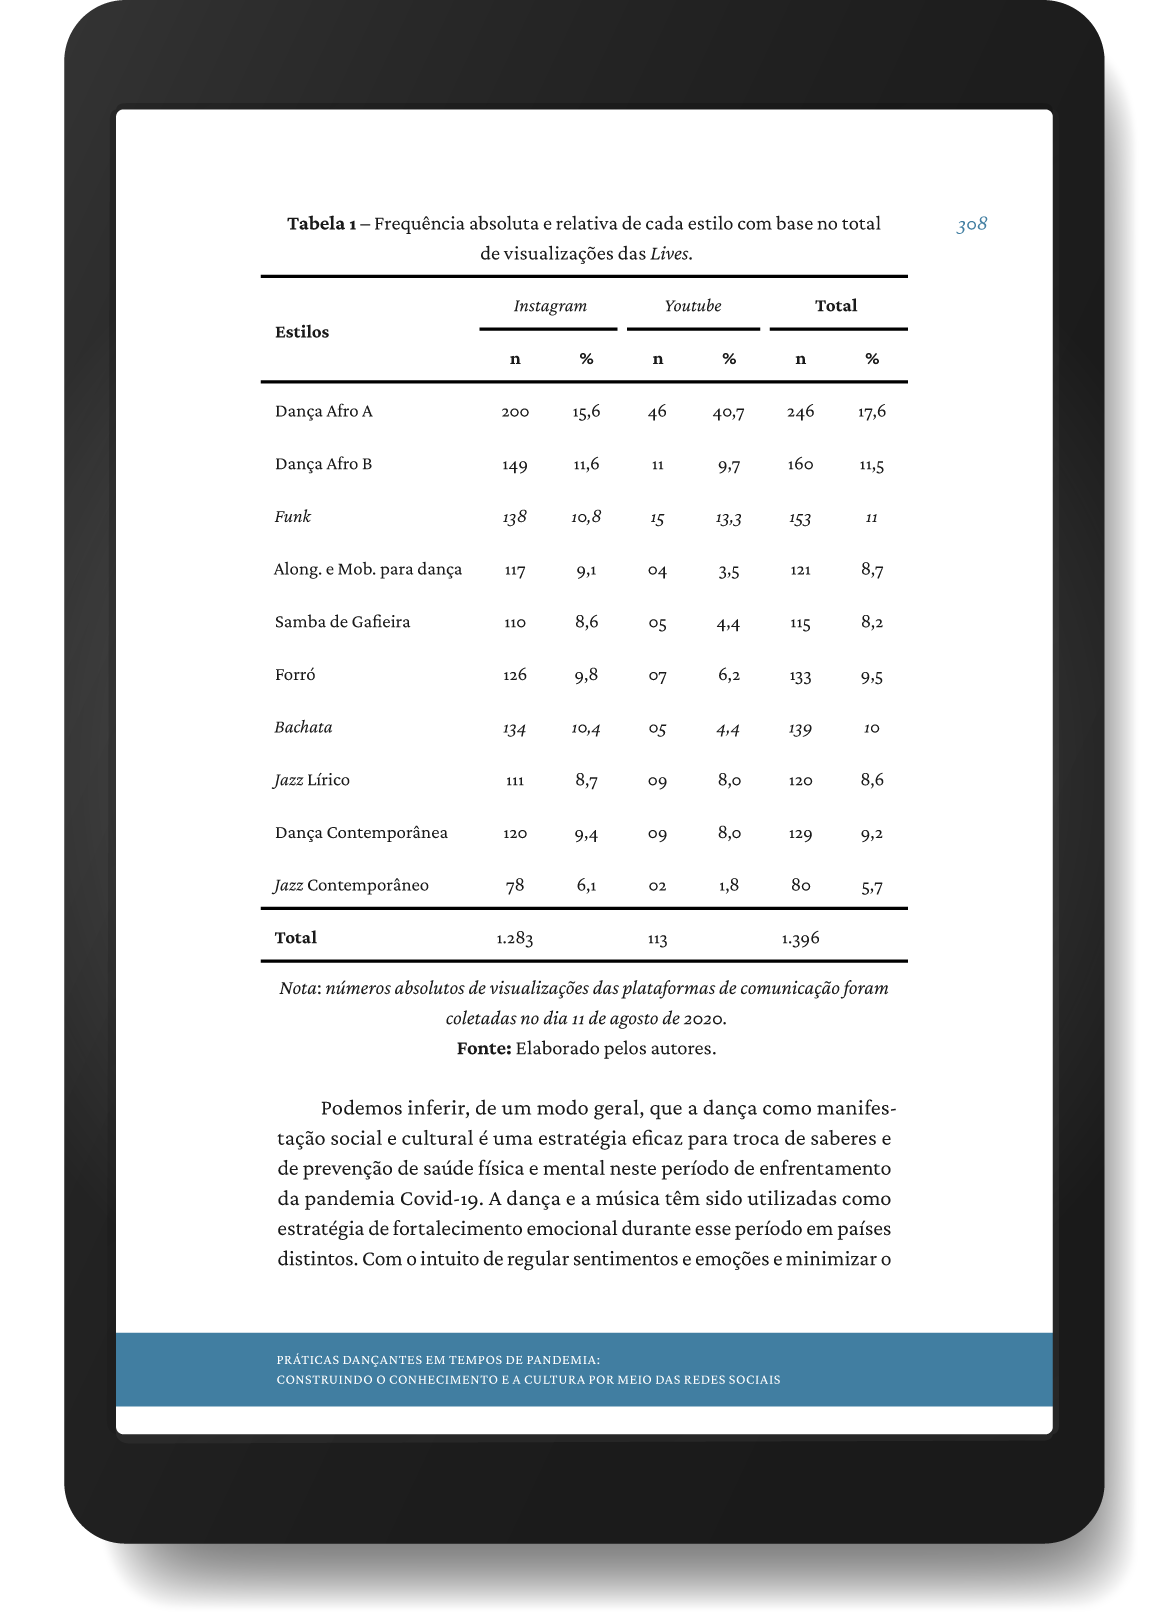 Tabela 1 – Frequência absoluta e relativa de cada estilo com base no total
308
de visualizações das Lives.
Estilos Instagram Youtube Total
n % n % n %
Dança Afro A 200 15,6 46 40,7 246 17,6
Dança Afro B 149 11,6 11 9,7 160 11,5
Funk 138 10,8 15 13,3 153 11
Along. e Mob. para dança 117 9,1 04 3,5 121 8,7
Samba de Gafieira 110 8,6 05 4,4 115 8,2
Forró 126 9,8 07 6,2 133 9,5
Bachata 134 10,4 05 4,4 139 10
Jazz Lírico 111 8,7 09 8,0 120 8,6
Dança Contemporânea 120 9,4 09 8,0 129 9,2
Jazz Contemporâneo 78 6,1 02 1,8 80 5,7
Total 1.283 113 1.396
Nota: números absolutos de visualizações das plataformas de comunicação foram
coletadas no dia 11 de agosto de 2020.
Fonte: Elaborado pelos autores.
Podemos inferir, de um modo geral, que a dança como manifes-
tação social e cultural é uma estratégia eficaz para troca de saberes e
de prevenção de saúde física e mental neste período de enfrentamento
da pandemia Covid-19. A dança e a música têm sido utilizadas como
estratégia de fortalecimento emocional durante esse período em países
distintos. Com o intuito de regular sentimentos e emoções e minimizar o
PRÁTICAS DANÇANTES EM TEMPOS DE PANDEMIA:
CONSTRUINDO O CONHECIMENTO E A CULTURA POR MEIO DAS REDES SOCIAIS